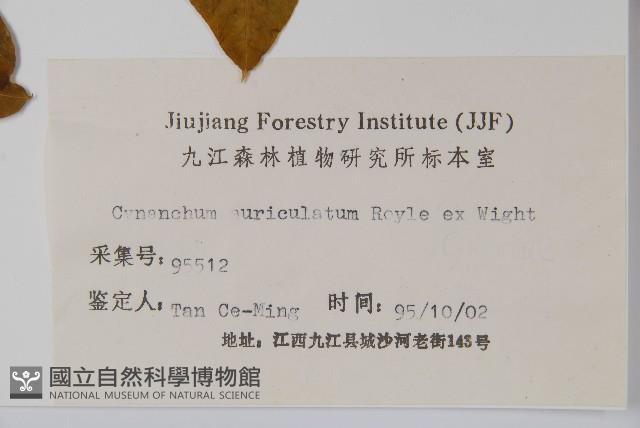 Jiujiang Forestry Institute (JJF)
九江森林植物研究所标本室
Cynanchum auriculatum Royle ex Wight
采集号: 95512
鉴定人: Tan Ce-Ming 时间: 95/10/02
地址: 江西九江县城沙河老街143号
國立自然科學博物館
NATIONAL MUSEUM OF NATURAL SCIENCE